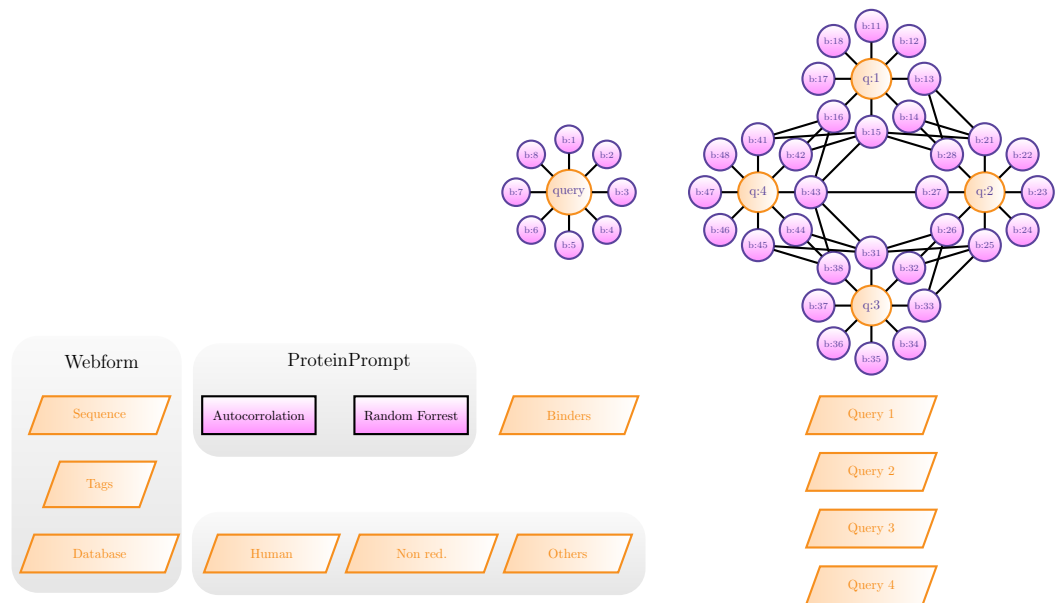 b:11
b:18
b:12
b:17
q:1
b:13
b:16
b:14
b:15
b:41
b:21
b:48
b:42
b:28
b:22
b:47
q:4
b:43
b:27
q:2
b:23
b:46
b:44
b:26
b:24
b:45
b:31
b:25
b:38
b:32
b:37
q:3
b:33
b:36
b:34
b:35
b:1
b:8
b:2
b:7
query
b:3
b:6
b:4
b:5
Webform
Sequence
Tags
Database
ProteinPrompt
Autocorrolation
Random Forrest
Binders
Human
Non red.
Others
Query 1
Query 2
Query 3
Query 4